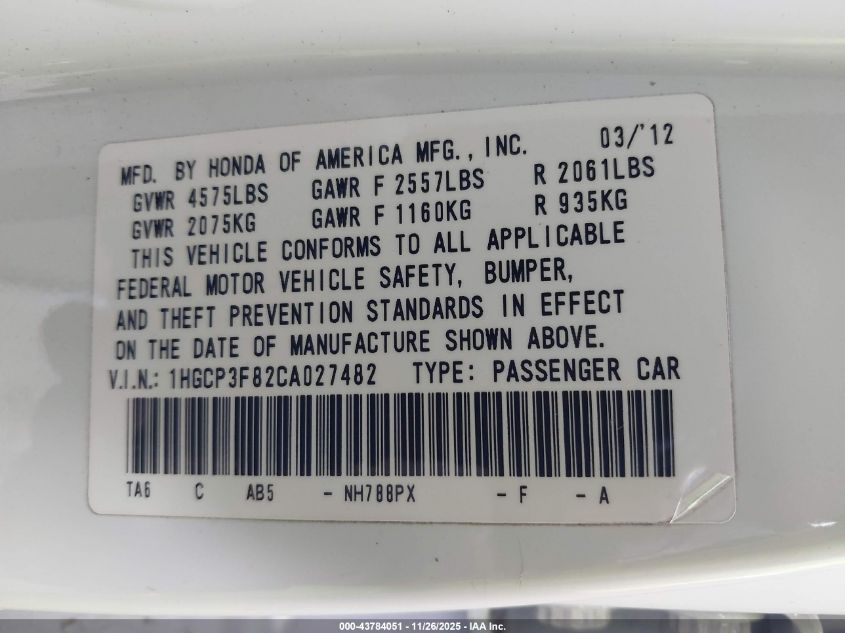 MFD. BY HONDA OF AMERICA MFG., INC. 03/'12
GVWR 4575LBS GAWR F 2557LBS R 2061LBS
GVWR 2075KG GAWR F 1160KG R 935KG
THIS VEHICLE CONFORMS TO ALL APPLICABLE
FEDERAL MOTOR VEHICLE SAFETY, BUMPER,
AND THEFT PREVENTION STANDARDS IN EFFECT
ON THE DATE OF MANUFACTURE SHOWN ABOVE.
V.I.N.: 1HGCP3F82CA027482 TYPE: PASSENGER CAR
TA6 C AB5 - NH788PX - F - A
000-43784051 - 11/26/2025 - IAA Inc.